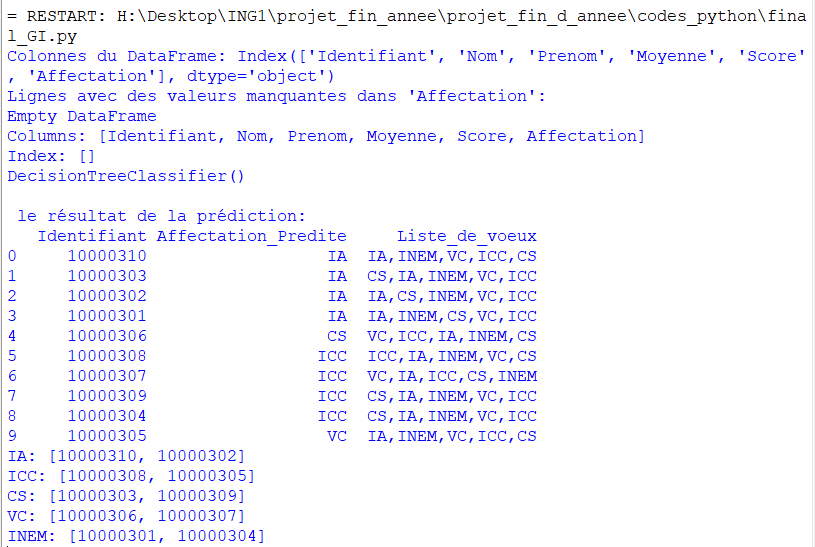 = RESTART: H:\Desktop\ING1\projet_fin_annee\projet_fin_d_annee\codes_python\fina
l_GI.py
Colonnes du DataFrame: Index(['Identifiant', 'Nom', 'Prenom', 'Moyenne', 'Score'
, 'Affectation'], dtype='object')
Lignes avec des valeurs manquantes dans 'Affectation':
Empty DataFrame
Columns: [Identifiant, Nom, Prenom, Moyenne, Score, Affectation]
Index: []
DecisionTreeClassifier()
le résultat de la prédiction:
Identifiant Affectation_Predite Liste_de_voeux
0 10000310 IA IA,INEM,VC,ICC,CS
1 10000303 IA CS,IA,INEM,VC,ICC
2 10000302 IA IA,CS,INEM,VC,ICC
3 10000301 IA IA,INEM,CS,VC,ICC
4 10000306 CS VC,ICC,IA,INEM,CS
5 10000308 ICC ICC,IA,INEM,VC,CS
6 10000307 ICC VC,IA,ICC,CS,INEM
7 10000309 ICC CS,IA,INEM,VC,ICC
8 10000304 ICC CS,IA,INEM,VC,ICC
9 10000305 VC IA,INEM,VC,ICC,CS
IA: [10000310, 10000302]
ICC: [10000308, 10000305]
CS: [10000303, 10000309]
VC: [10000306, 10000307]
INEM: [10000301, 10000304]